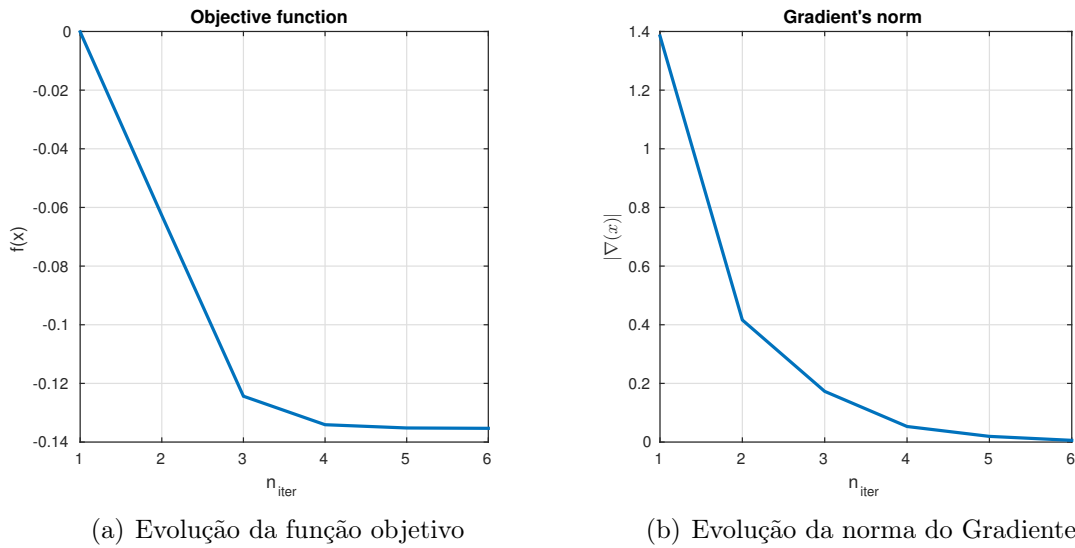 Objective function
0
-0.02
-0.04
-0.06
-0.08
-0.1
-0.12
-0.14
f(x)
1 2 3 4 5 6
n_iter
(a) Evolução da função objetivo
Gradient's norm
1.4
1.2
1
0.8
0.6
0.4
0.2
0
|∇(x)|
1 2 3 4 5 6
n_iter
(b) Evolução da norma do Gradiente